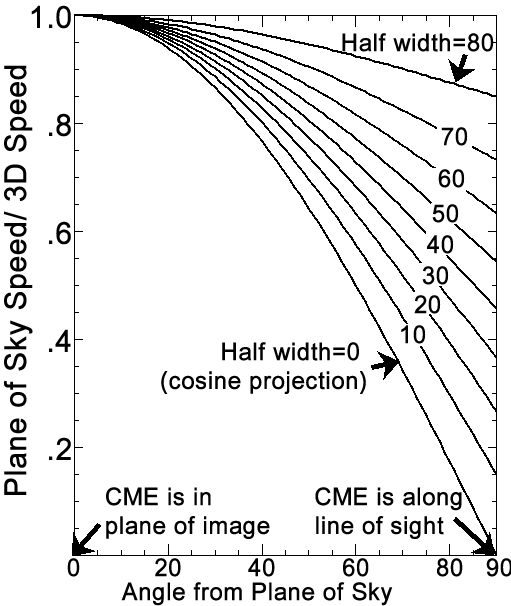 Plane of Sky Speed/ 3D Speed
1.0
.8
.6
.4
.2
Half width=80
70
60
50
40
30
20
10
Half width=0
(cosine projection)
CME is in
plane of image
CME is along
line of sight
0 20 40 60 80 90
Angle from Plane of Sky